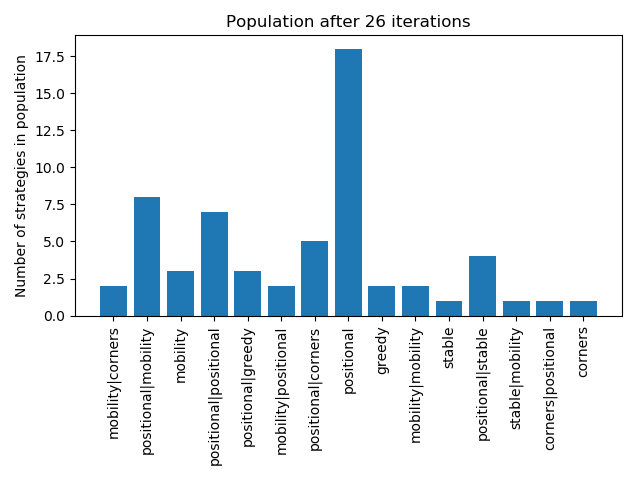 Population after 26 iterations
Number of strategies in population
17.5
15.0
12.5
10.0
7.5
5.0
2.5
0.0
mobility|corners
positional|mobility
mobility
positional|positional
positional|greedy
mobility|positional
positional|corners
positional
greedy
mobility|mobility
stable
positional|stable
stable|mobility
corners|positional
corners